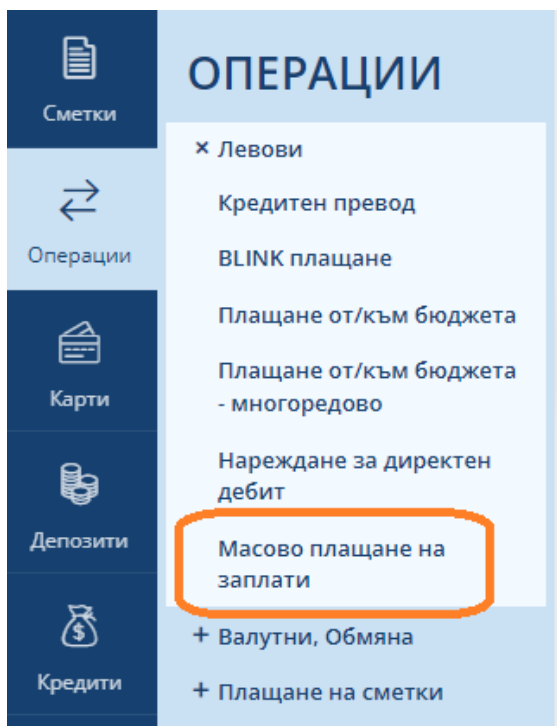 Сметки
Операции
Карти
Депозити
Кредити
ОПЕРАЦИИ
× Левови
Кредитен превод
BLINK плащане
Плащане от/към бюджета
Плащане от/към бюджета
- многоредово
Нареждане за директен
дебит
Масово плащане на
заплати
+ Валутни, Обмяна
+ Плащане на сметки